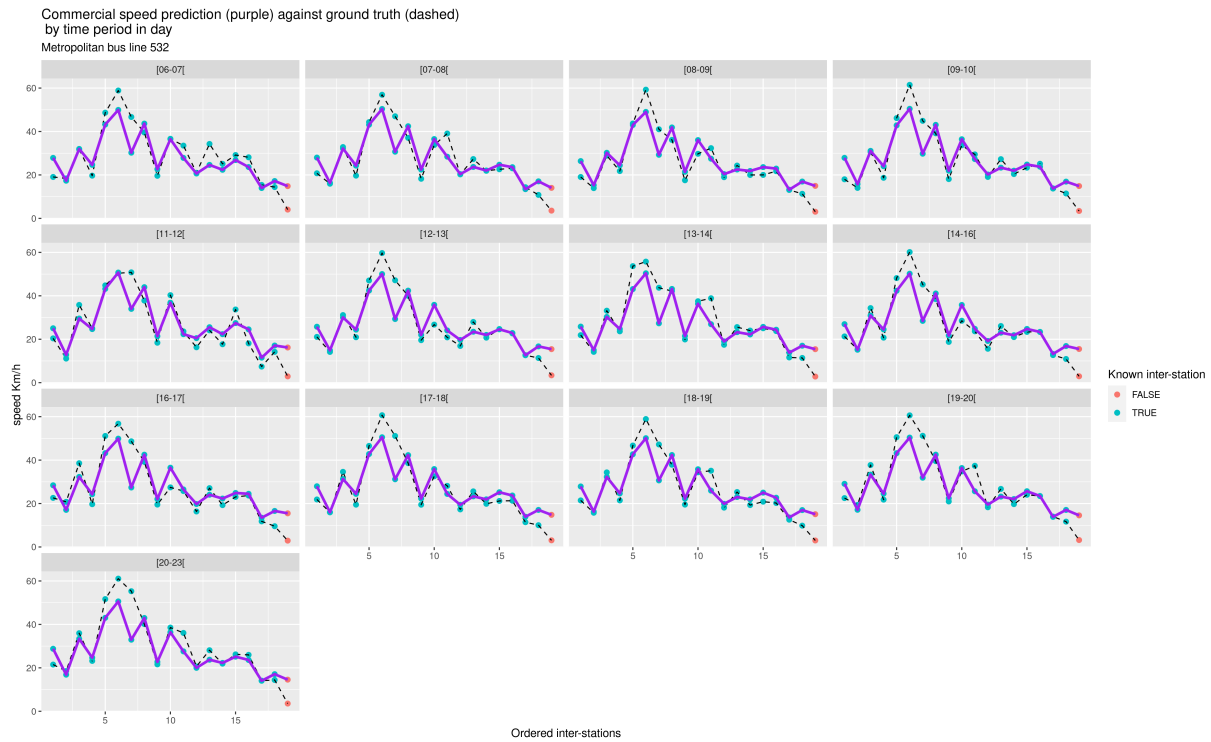 Commercial speed prediction (purple) against ground truth (dashed)
by time period in day
Metropolitan bus line 532
[06-07[ [07-08[ [08-09[ [09-10[
60
40
20
0
[11-12[ [12-13[ [13-14[ [14-16[
60
40
20
0
[16-17[ [17-18[ [18-19[ [19-20[
60
40
20
0
5 10 15 5 10 15 5 10 15
[20-23[
60
40
20
0
5 10 15
speed Km/h
Ordered inter-stations
Known inter-station
FALSE
TRUE